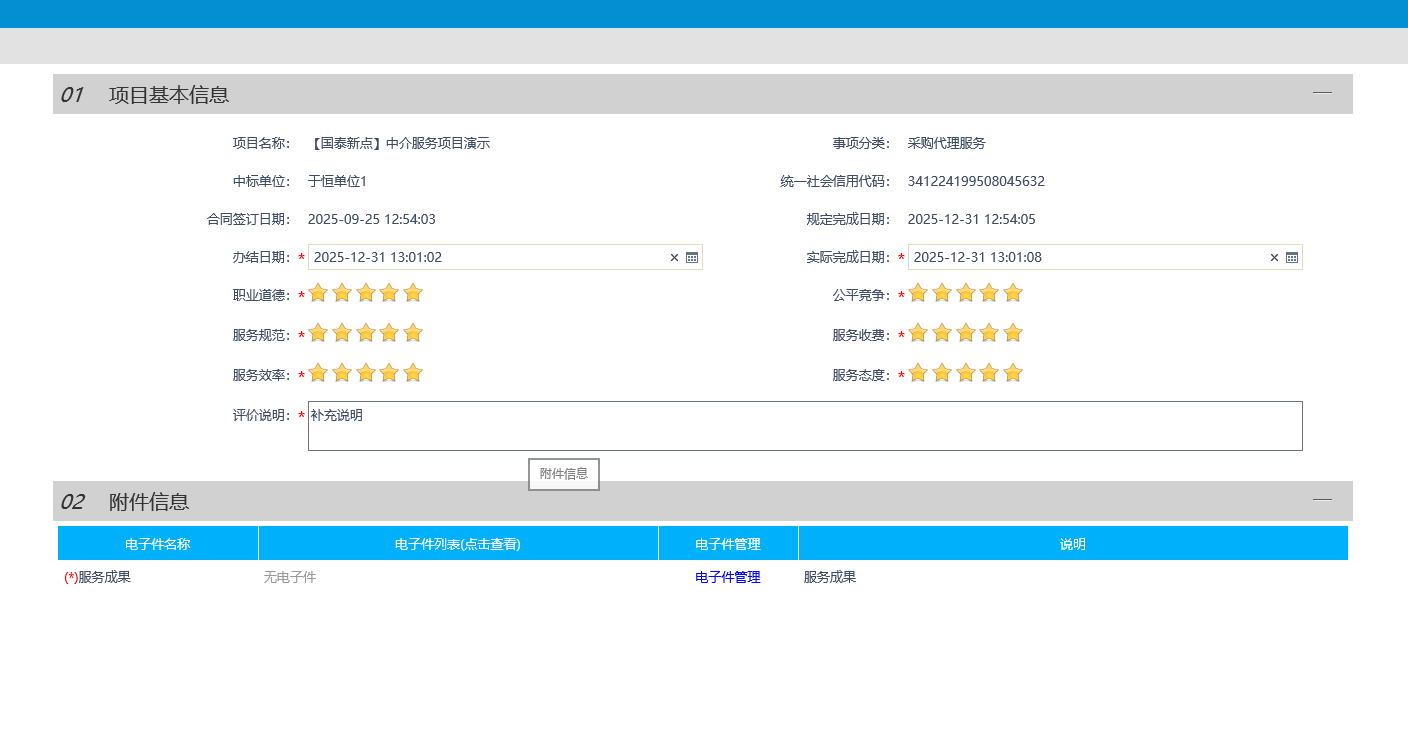 01 项目基本信息
项目名称： 【国泰新点】中介服务项目演示 事项分类： 采购代理服务
中标单位： 于恒单位1 统一社会信用代码： 341224199508045632
合同签订日期： 2025-09-25 12:54:03 规定完成日期： 2025-12-31 12:54:05
办结日期： * 2025-12-31 13:01:02 实际完成日期： * 2025-12-31 13:01:08
职业道德： * 公平竞争： *
服务规范： * 服务收费： *
服务效率： * 服务态度： *
评价说明： * 补充说明
附件信息
02 附件信息
电子件名称 电子件列表(点击查看) 电子件管理 说明
(*)服务成果 无电子件 电子件管理 服务成果